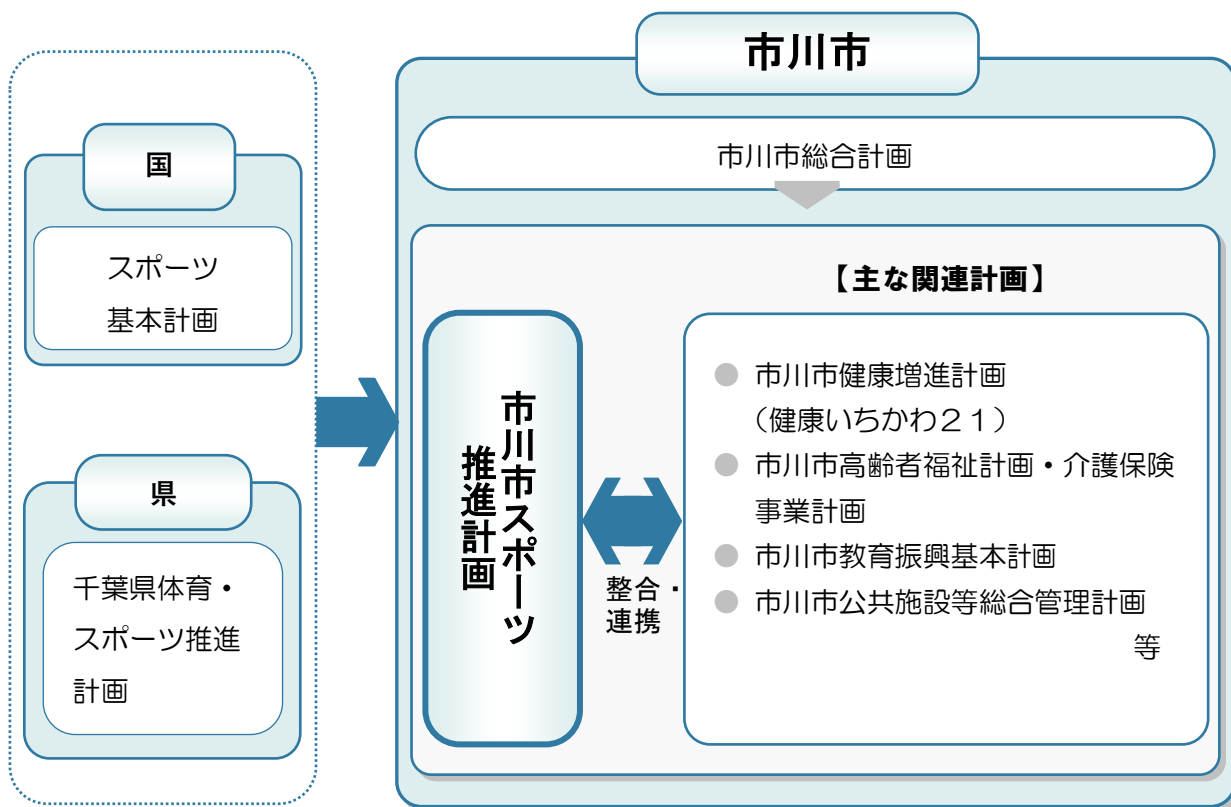 国
スポーツ
基本計画
県
千葉県体育・
スポーツ推進
計画
市川市
市川市総合計画
市川市スポーツ
推進計画
整合・
連携
【主な関連計画】
● 市川市健康増進計画
（健康いちかわ２１）
● 市川市高齢者福祉計画・介護保険
事業計画
● 市川市教育振興基本計画
● 市川市公共施設等総合管理計画
等